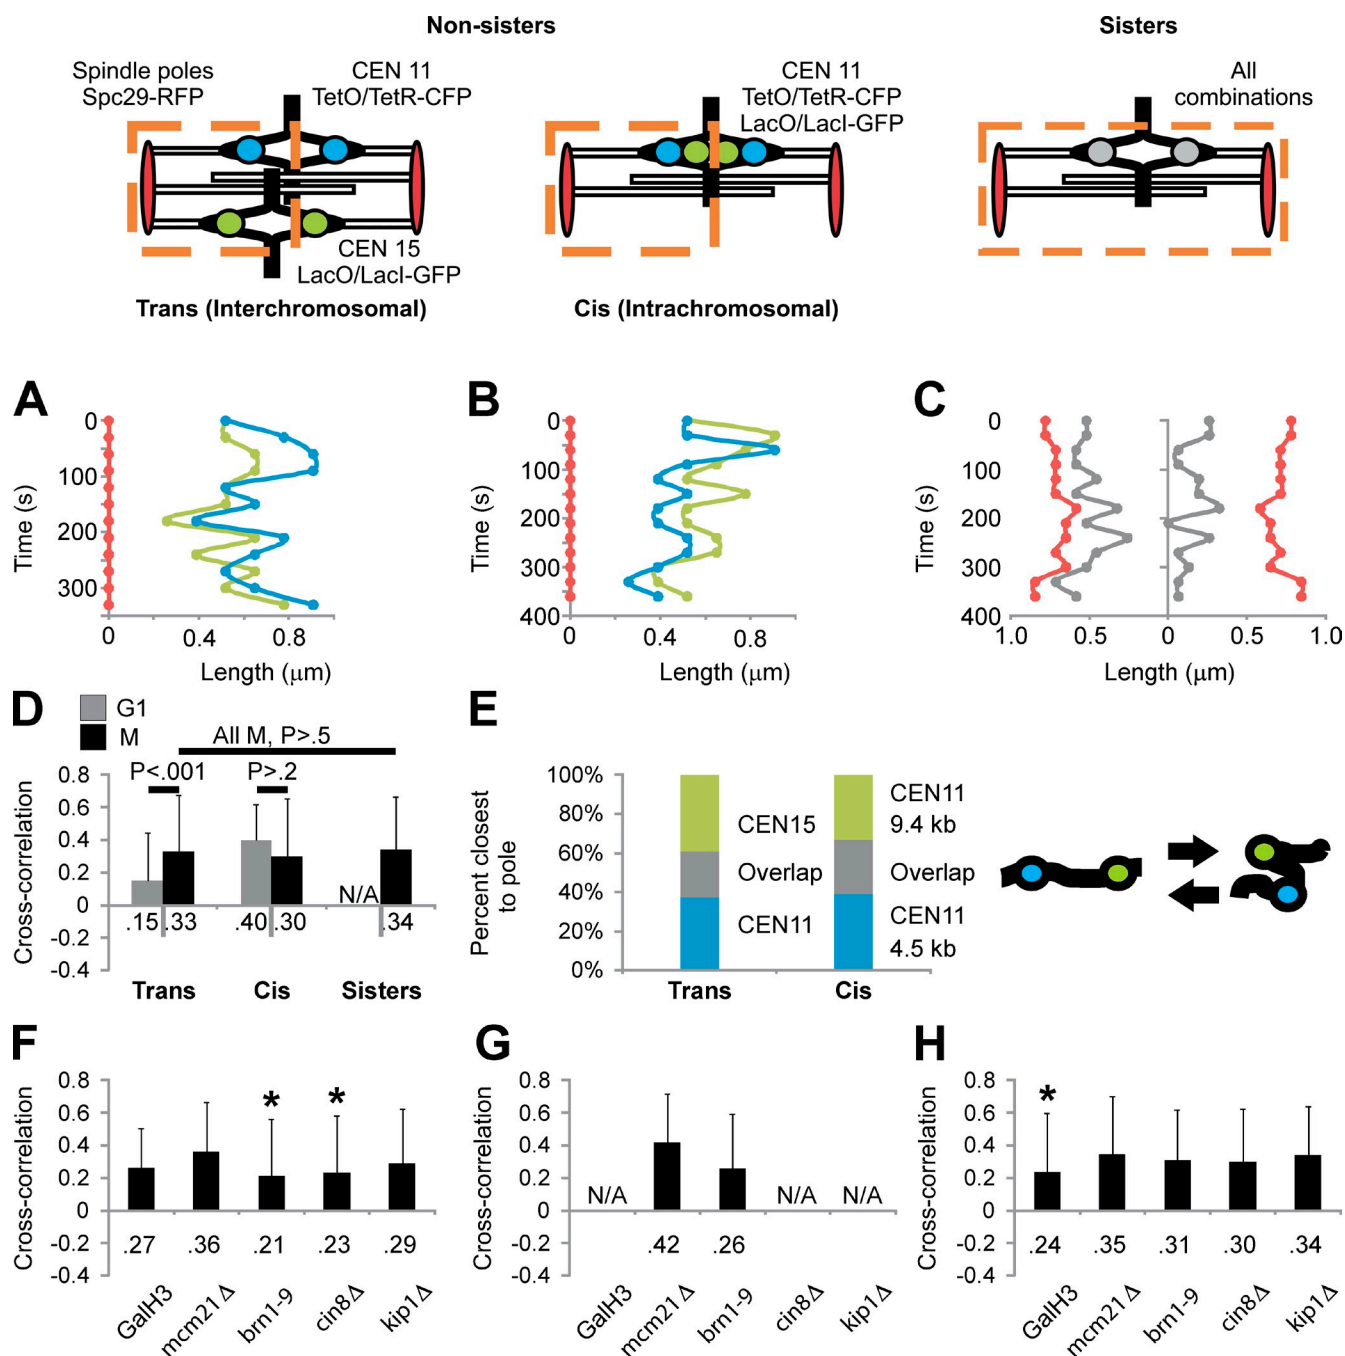 Non-sisters
Sisters
Spindle poles
Spc29-RFP
CEN 11
TetO/TetR-CFP
CEN 11
TetO/TetR-CFP
LacO/LacI-GFP
All
combinations
CEN 15
LacO/LacI-GFP
Trans (Interchromosomal)
Cis (Intrachromosomal)
A
Time (s)
0
100
200
300
0
0.4
0.8
Length (μm)
B
Time (s)
0
100
200
300
400
0
0.4
0.8
Length (μm)
C
Time (s)
0
100
200
300
400
1.0
0.5
0
0.5
1.0
Length (μm)
D
G1
M
All M, P>.5
P<.001
P>.2
Cross-correlation
0.8
0.6
0.4
0.2
0
-0.2
-0.4
N/A
.15
.33
.40
.30
.34
Trans
Cis
Sisters
E
Percent closest
to pole
100%
80%
60%
40%
20%
0%
CEN15
Overlap
CEN11
CEN11
9.4 kb
Overlap
CEN11
4.5 kb
Trans
Cis
F
Cross-correlation
0.8
0.6
0.4
0.2
0
-0.2
-0.4
*
*
.27
.36
.21
.23
.29
GalH3
mcm21Δ
brn1-9
cin8Δ
kip1Δ
G
Cross-correlation
0.8
0.6
0.4
0.2
0
-0.2
-0.4
N/A
N/A
N/A
.42
.26
GalH3
mcm21Δ
brn1-9
cin8Δ
kip1Δ
H
Cross-correlation
0.8
0.6
0.4
0.2
0
-0.2
-0.4
*
.24
.35
.31
.30
.34
GalH3
mcm21Δ
brn1-9
cin8Δ
kip1Δ